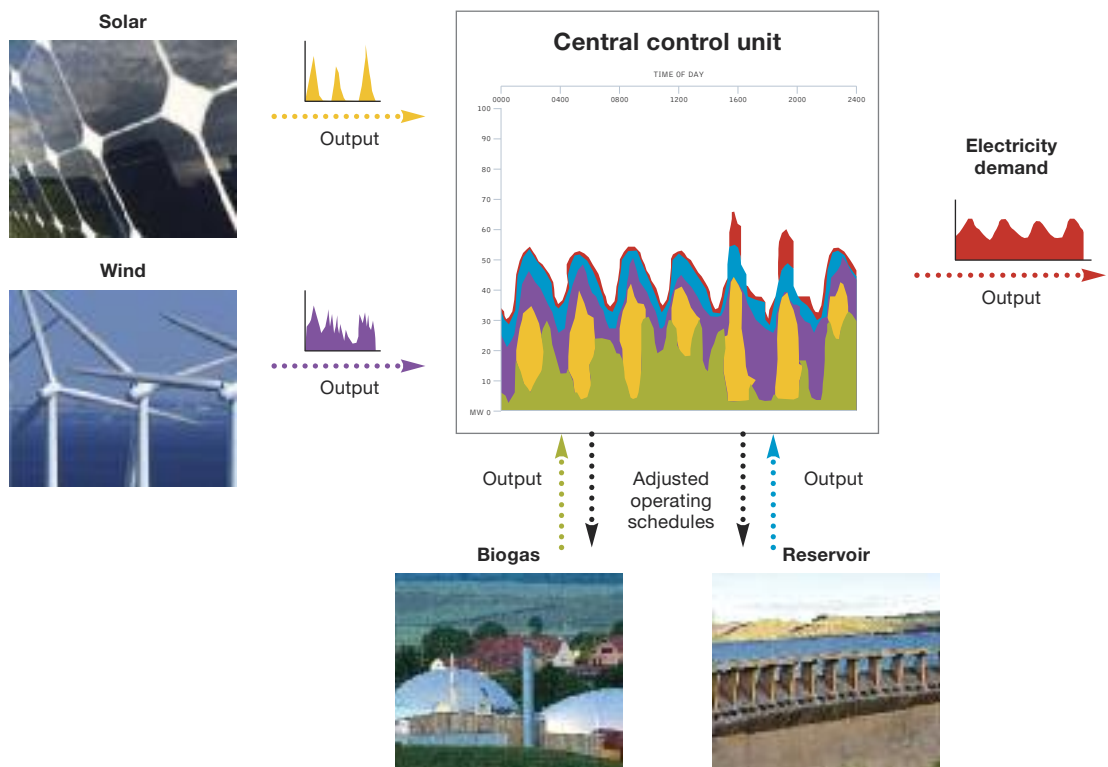 Solar
Output
Wind
Output
Central control unit
TIME OF DAY
0000 0400 0800 1200 1600 2000 2400
100
90
80
70
60
50
40
30
20
10
MW 0
Electricity
demand
Output
Output
Adjusted
operating
schedules
Output
Biogas
Reservoir